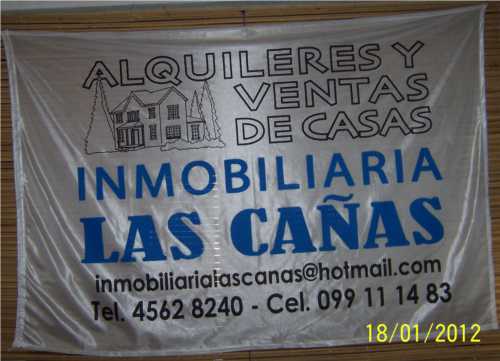 ALQUILERES Y
VENTAS
DE CASAS
INMOBILIARIA
LAS CAÑAS
inmobiliarialascanas@hotmail.com
Tel. 4562 8240 - Cel. 099 11 14 83
18/01/2012